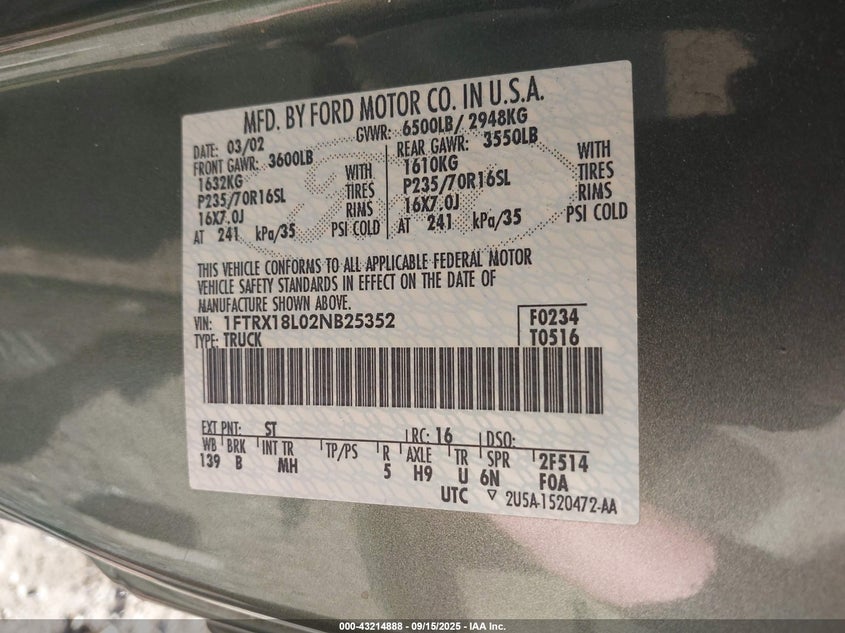 MFD. BY FORD MOTOR CO. IN U.S.A.
DATE: 03/02 GVWR: 6500LB/ 2948KG
FRONT GAWR: 3600LB REAR GAWR: 3550LB
1632KG WITH 1610KG WITH
P235/70R16SL TIRES P235/70R16SL TIRES
16X7.0J RIMS 16X7.0J RIMS
AT 241 kPa/35 PSI COLD AT 241 kPa/35 PSI COLD
THIS VEHICLE CONFORMS TO ALL APPLICABLE FEDERAL MOTOR
VEHICLE SAFETY STANDARDS IN EFFECT ON THE DATE OF
MANUFACTURE SHOWN ABOVE.
VIN: 1FTRX18L02NB25352 F0234
TYPE: TRUCK T0516
EXT PNT: ST RC: 16 DSO:
WB BRK INT TR TP/PS R AXLE TR SPR 2F514
139 B MH 5 H9 U 6N FOA
UTC ▽ 2U5A-1520472-AA
000-43214888 - 09/15/2025 - IAA Inc.